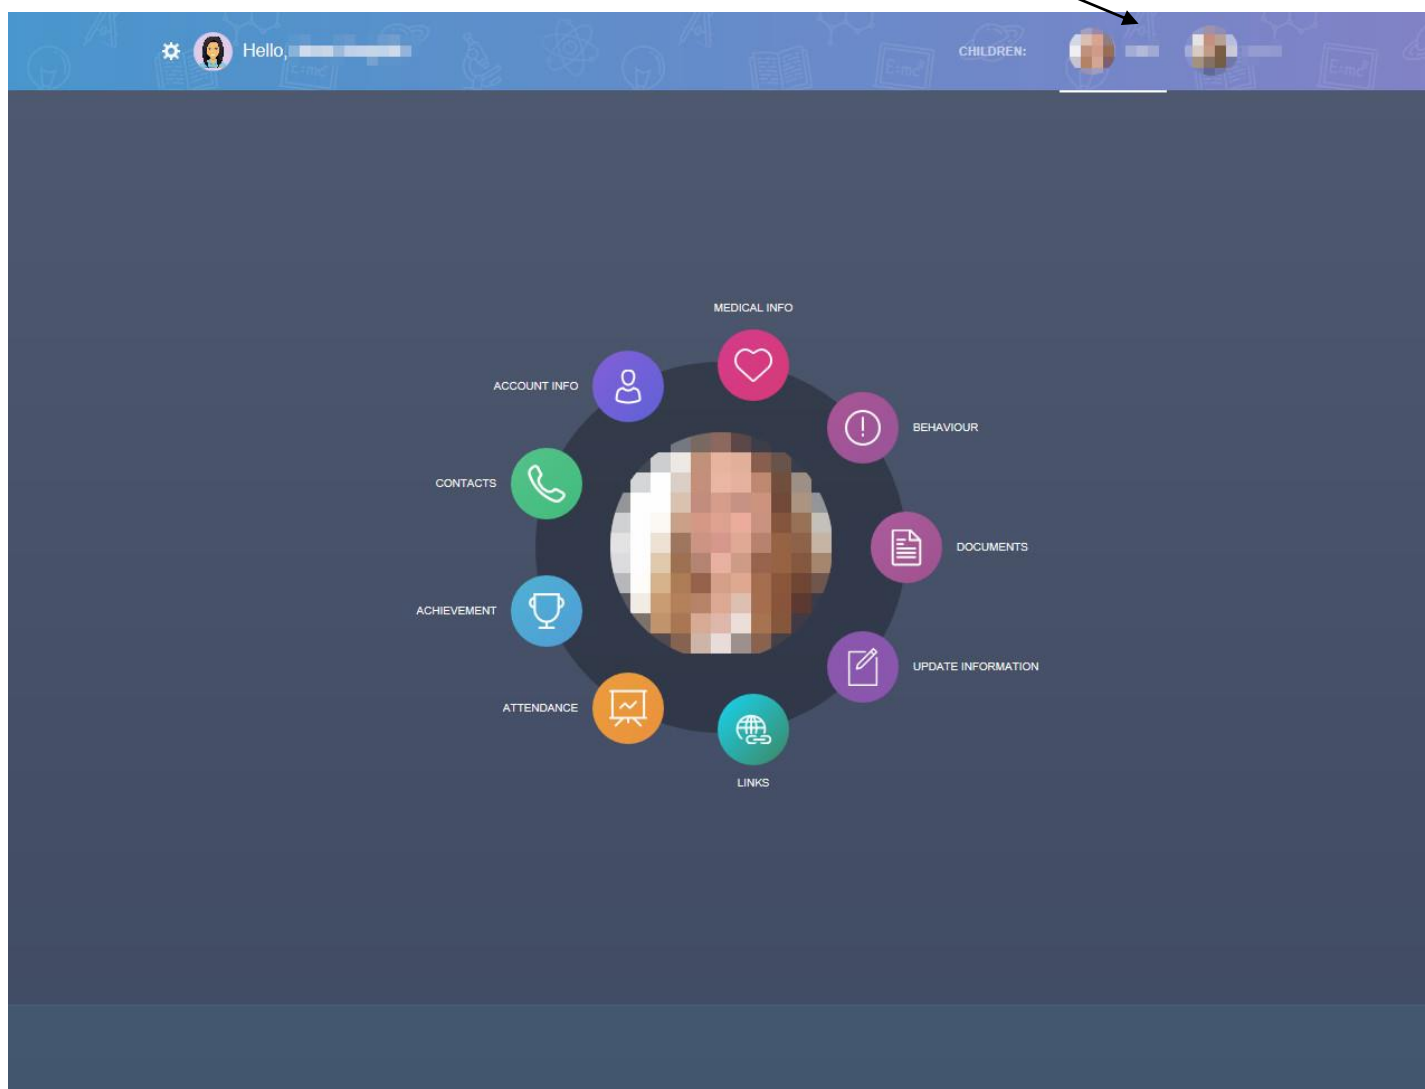 Hello,
CHILDREN:
MEDICAL INFO
ACCOUNT INFO
BEHAVIOUR
CONTACTS
DOCUMENTS
ACHIEVEMENT
UPDATE INFORMATION
ATTENDANCE
LINKS